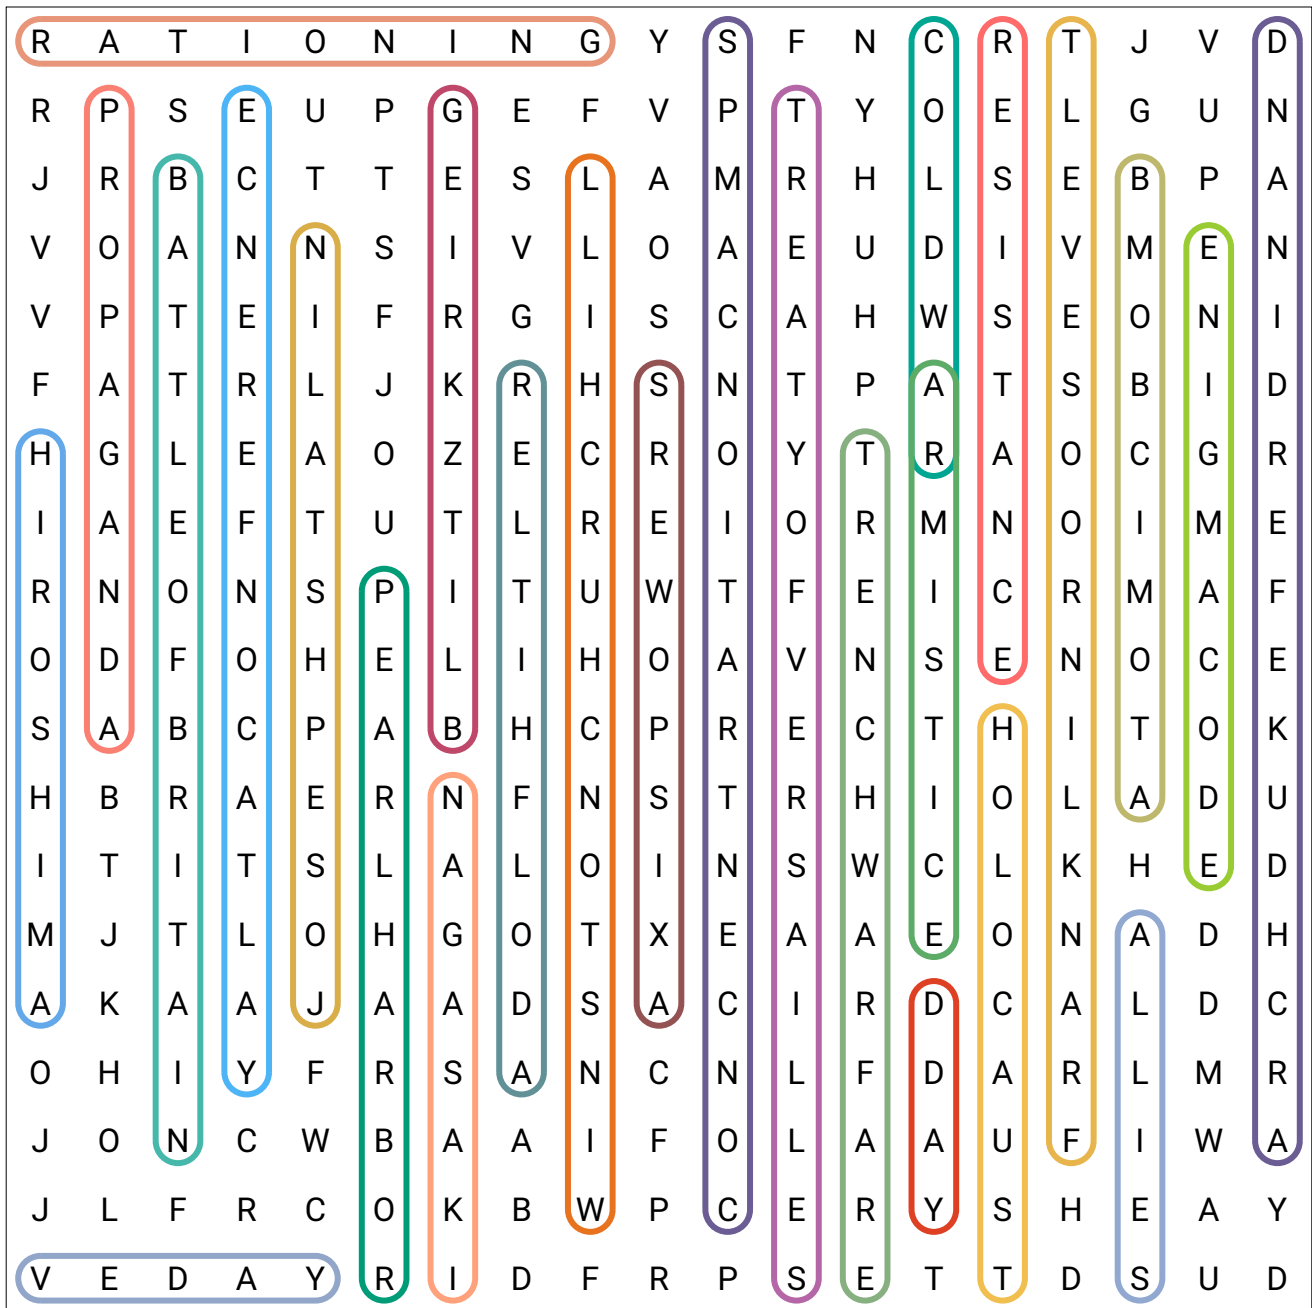 R A T I O N I N G Y S F N C R T J V D
R P S E U P G E F V P T Y O E L G U N
J R B C T T E S L A M R H L S E B P A
V O A N N S I V L O A E U D I V M E N
V P T E I F R G I S C A H W S E O N I
F A T R L J K R H S N T P A T S B I D
H G L E A O Z E C R O Y T R A O C G R
I A E F T U T L R E I O R M N O I M E
R N O N S P I T U W T F E I C R M A F
O D F O H E L I H O A V N S E N O C E
S A B C P A B H C P R E C T H I T O K
H B R A E R N F N S T R H I O L A D U
I T I T S L A L O I N S W C L K H E D
M J T L O H G O T X E A A E O N A D H
A K A A J A A D S A C I R D C A L D C
O H I Y F R S A N C N L F D A R L M R
J O N C W B A A I F O L A A U F I W A
J L F R C O K B W P C E R Y S H E A Y
V E D A Y R I D F R P S E T T D S U D